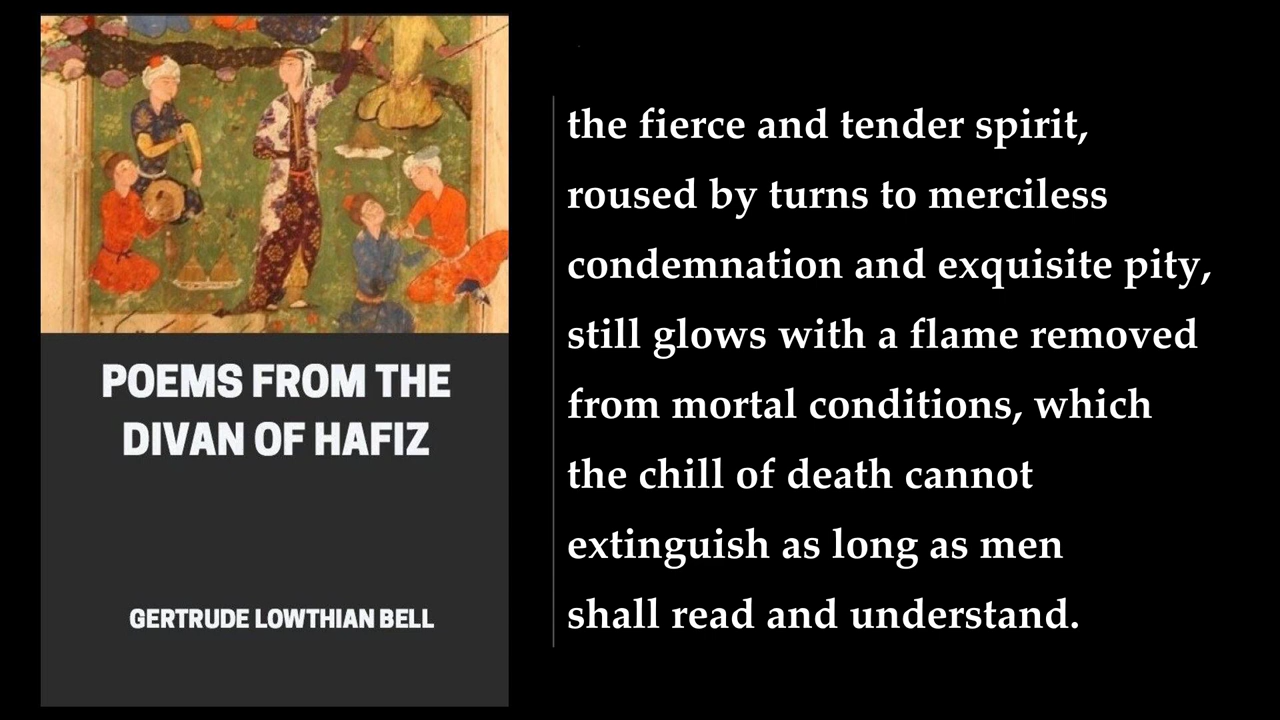 POEMS FROM THE
DIVAN OF HAFIZ
GERTRUDE LOWTHIAN BELL
the fierce and tender spirit,
roused by turns to merciless
condemnation and exquisite pity,
still glows with a flame removed
from mortal conditions, which
the chill of death cannot
extinguish as long as men
shall read and understand.